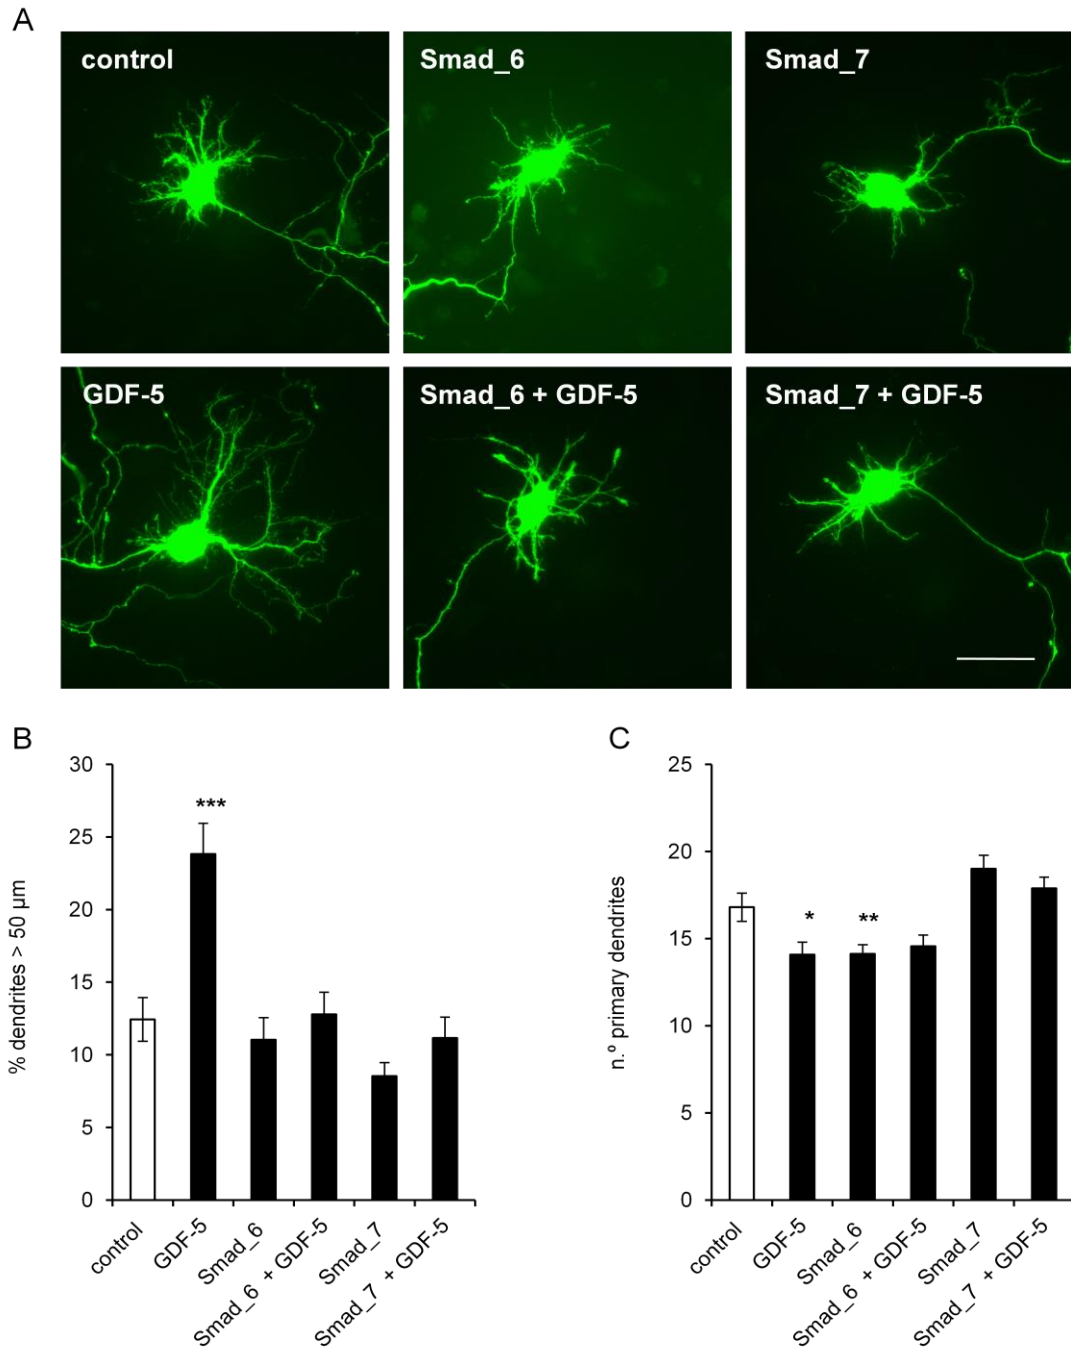 A
control
Smad_6
Smad_7
GDF-5
Smad_6 + GDF-5
Smad_7 + GDF-5
B
% dendrites > 50 µm
30
25
20
15
10
5
0
***
control
GDF-5
Smad_6
Smad_6 + GDF-5
Smad_7
Smad_7 + GDF-5
C
n.º primary dendrites
25
20
15
10
5
0
*
**
control
GDF-5
Smad_6
Smad_6 + GDF-5
Smad_7
Smad_7 + GDF-5